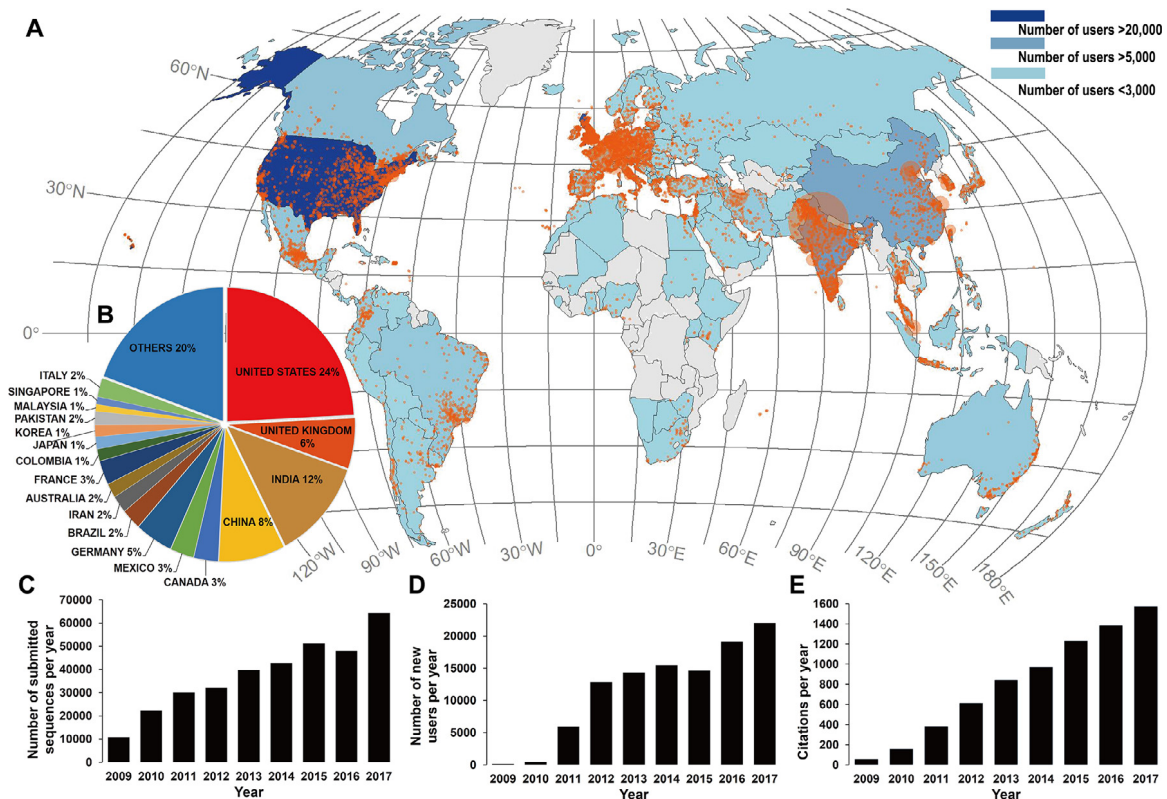 A
Number of users >20,000
Number of users >5,000
Number of users <3,000
60°N
30°N
0°
120°W
90°W
60°W
30°W
0°
30°E
60°E
90°E
120°E
150°E
180°E
B
OTHERS 20%
UNITED STATES 24%
UNITED KINGDOM
6%
INDIA 12%
CHINA 8%
CANADA 3%
MEXICO 3%
GERMANY 5%
BRAZIL 2%
IRAN 2%
AUSTRALIA 2%
FRANCE 3%
COLOMBIA 1%
JAPAN 1%
KOREA 1%
PAKISTAN 2%
MALAYSIA 1%
SINGAPORE 1%
ITALY 2%
C
Number of submitted
sequences per year
70000
60000
50000
40000
30000
20000
10000
0
2009 2010 2011 2012 2013 2014 2015 2016 2017
Year
D
Number of new
users per year
25000
20000
15000
10000
5000
0
2009 2010 2011 2012 2013 2014 2015 2016 2017
Year
E
Citations per year
1600
1400
1200
1000
800
600
400
200
0
2009 2010 2011 2012 2013 2014 2015 2016 2017
Year